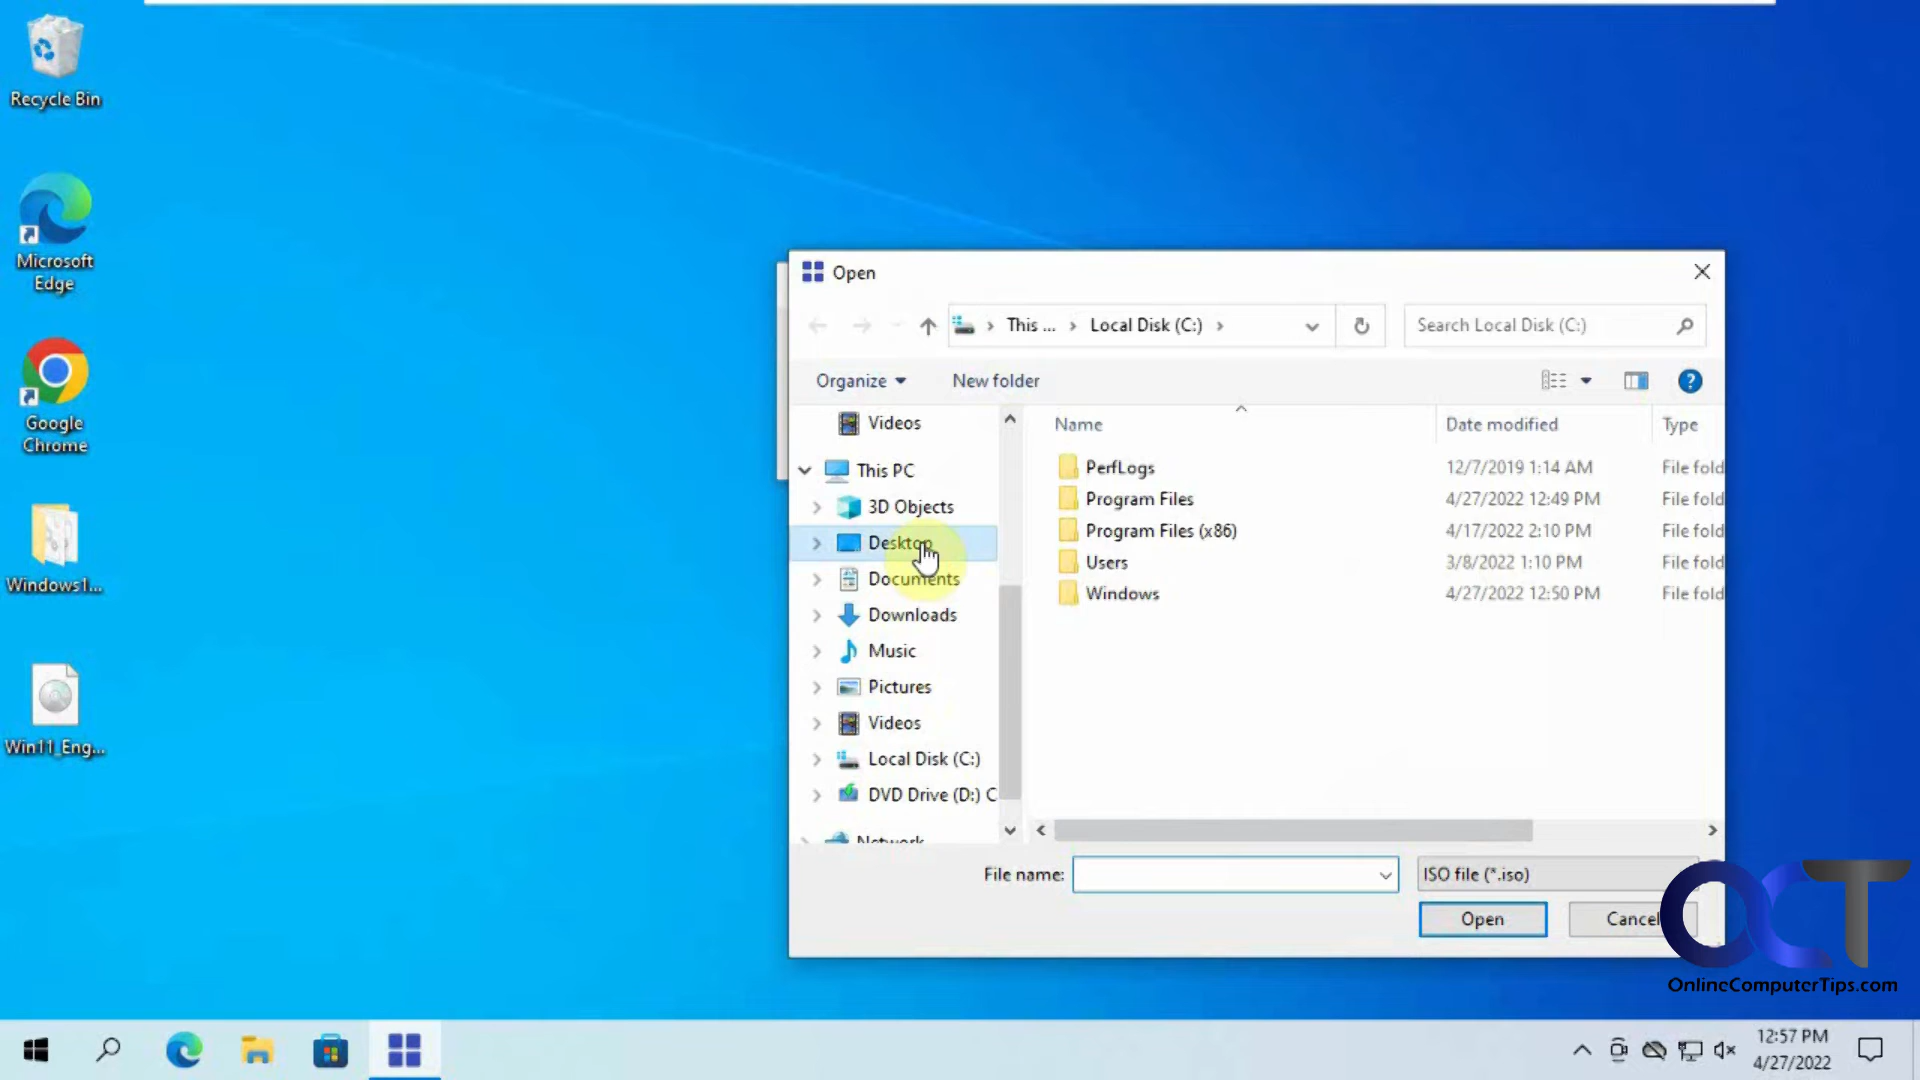 Recycle Bin
Microsoft
Edge
Google
Chrome
Windows1...
Win11_Eng...
Open
This ...
Local Disk (C:)
Search Local Disk (C:)
Organize
New folder
Videos
This PC
3D Objects
Desktop
Documents
Downloads
Music
Pictures
Videos
Local Disk (C:)
DVD Drive (D:) C
Network
Name
Date modified
Type
PerfLogs
12/7/2019 1:14 AM
File fold
Program Files
4/27/2022 12:49 PM
File fold
Program Files (x86)
4/17/2022 2:10 PM
File fold
Users
3/8/2022 1:10 PM
File fold
Windows
4/27/2022 12:50 PM
File fold
File name:
ISO file (*.iso)
Open
Cancel
OCT
OnlineComputerTips.com
12:57 PM
4/27/2022